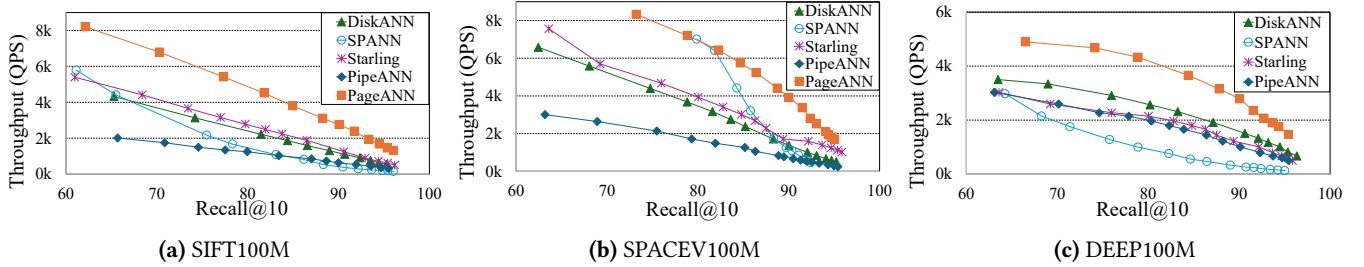 Throughput (QPS)
8k
6k
4k
2k
0k
60
70
80
90
100
Recall@10
DiskANN
SPANN
Starling
PipeANN
PageANN
(a) SIFT100M
Throughput (QPS)
8k
6k
4k
2k
0k
60
70
80
90
100
Recall@10
DiskANN
SPANN
Starling
PipeANN
PageANN
(b) SPACEV100M
Throughput (QPS)
6k
4k
2k
0k
60
70
80
90
100
Recall@10
DiskANN
SPANN
Starling
PipeANN
(c) DEEP100M